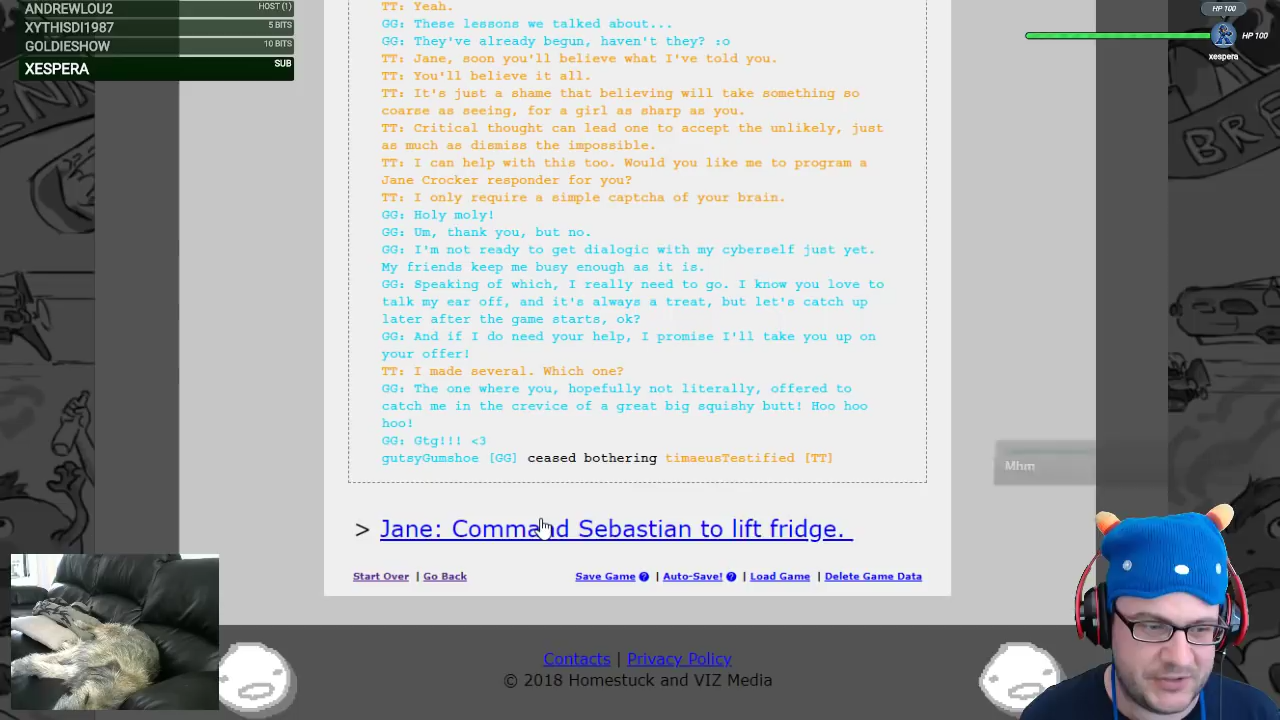 ANDREWLOU2 HOST (1)
XYTHISDI1987 5 BITS
GOLDIESHOW 10 BITS
XESPERA SUB
HP 100
HP 100
xespera
TT: Yeah.
GG: These lessons we talked about...
GG: They've already begun, haven't they? :o
TT: Jane, soon you'll believe what I've told you.
TT: You'll believe it all.
TT: It's just a shame that believing will take something so
coarse as seeing, for a girl as sharp as you.
TT: Critical thought can lead one to accept the unlikely, just
as much as dismiss the impossible.
TT: I can help with this too. Would you like me to program a
Jane Crocker responder for you?
TT: I only require a simple captcha of your brain.
GG: Holy moly!
GG: Um, thank you, but no.
GG: I'm not ready to get dialogic with my cyberself just yet.
My friends keep me busy enough as it is.
GG: Speaking of which, I really need to go. I know you love to
talk my ear off, and it's always a treat, but let's catch up
later after the game starts, ok?
GG: And if I do need your help, I promise I'll take you up on
your offer!
TT: I made several. Which one?
GG: The one where you, hopefully not literally, offered to
catch me in the crevice of a great big squishy butt! Hoo hoo
hoo!
GG: Gtg!!! <3
gutsyGumshoe [GG] ceased bothering timaeusTestified [TT]
Mhm
> Jane: Command Sebastian to lift fridge.
Start Over | Go Back Save Game ? | Auto-Save! ? | Load Game | Delete Game Data
Contacts | Privacy Policy
© 2018 Homestuck and VIZ Media